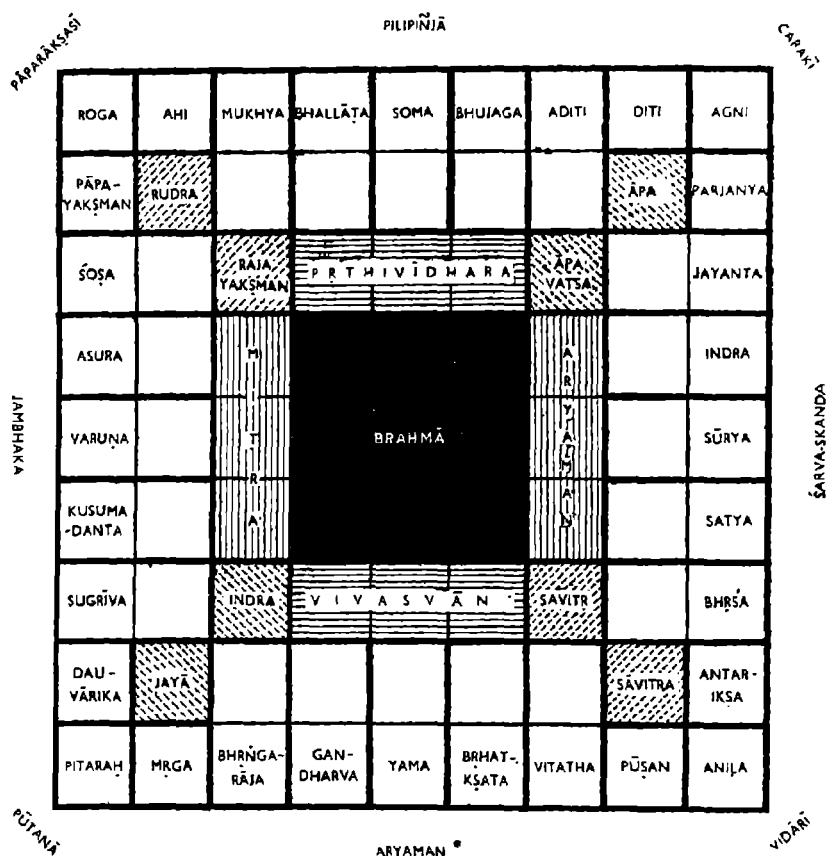 PĀPARĀKṢASĪ
PILIPIÑJĀ
CARAKĪ
ROGA
AHI
MUKHYA
BHALLĀṬA
SOMA
BHUJAGA
ADITI
DITI
AGNI
PĀPA-
YAKṢMAN
RUDRA
ĀPA
PARJANYA
ŚOṢA
RAJA
YAKṢMAN
PṚTHIVĪDHARA
ĀPA
VATSA
JAYANTA
ASURA
MITRA
ARYAMAN
INDRA
JAMBHAKA
VARUṆA
BRAHMĀ
SŪRYA
ŚARVA-SKANDA
KUSUMA
-DANTA
SATYA
SUGRĪVA
INDRA
VIVASVĀN
SĀVITṚ
BHṚŚA
DAU-
VĀRIKA
JAYĀ
SĀVITRA
ANTAR-
IKṢA
PITARAḤ
MṚGA
BHṚṄGA-
RĀJA
GAN-
DHARVA
YAMA
BṚHAT-
KṢATA
VITATHA
PŪṢAN
ANIḶA
PŪTANĀ
ARYAMAN
VIDĀRĪ